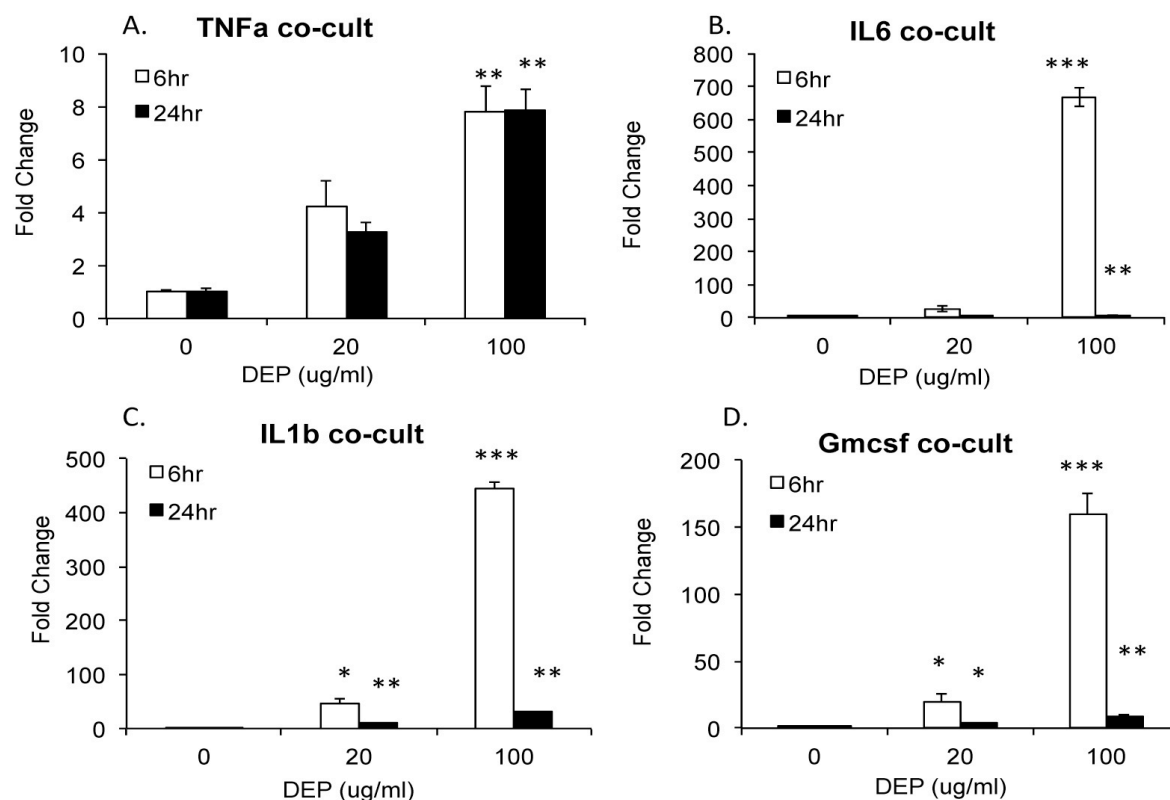 A.
TNFa co-cult
10
8
6
4
2
0
Fold Change
6hr
24hr
** **
0 20 100
DEP (ug/ml)
B.
IL6 co-cult
800
700
600
500
400
300
200
100
0
Fold Change
6hr
24hr
***
**
0 20 100
DEP (ug/ml)
C.
IL1b co-cult
500
400
300
200
100
0
Fold Change
6hr
24hr
***
* ** **
0 20 100
DEP (ug/ml)
D.
Gmcsf co-cult
200
150
100
50
0
Fold Change
6hr
24hr
***
* * **
0 20 100
DEP (ug/ml)